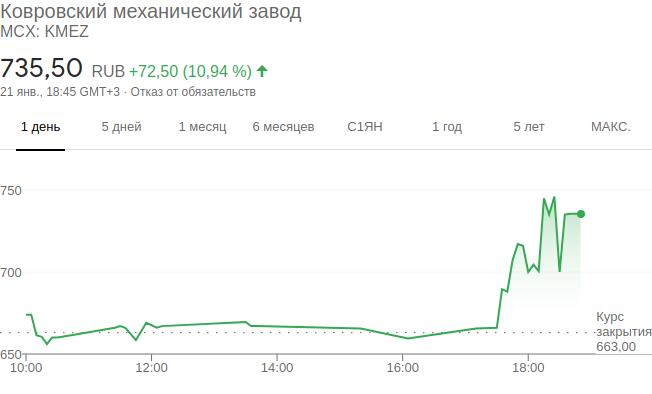 Ковровский механический завод
MCX: KMEZ
735,50 RUB +72,50 (10,94 %)
21 янв., 18:45 GMT+3 · Отказ от обязательств
1 день 5 дней 1 месяц 6 месяцев С1ЯН 1 год 5 лет МАКС.
750
700
Курс
закрытия
663,00
650
10:00 12:00 14:00 16:00 18:00